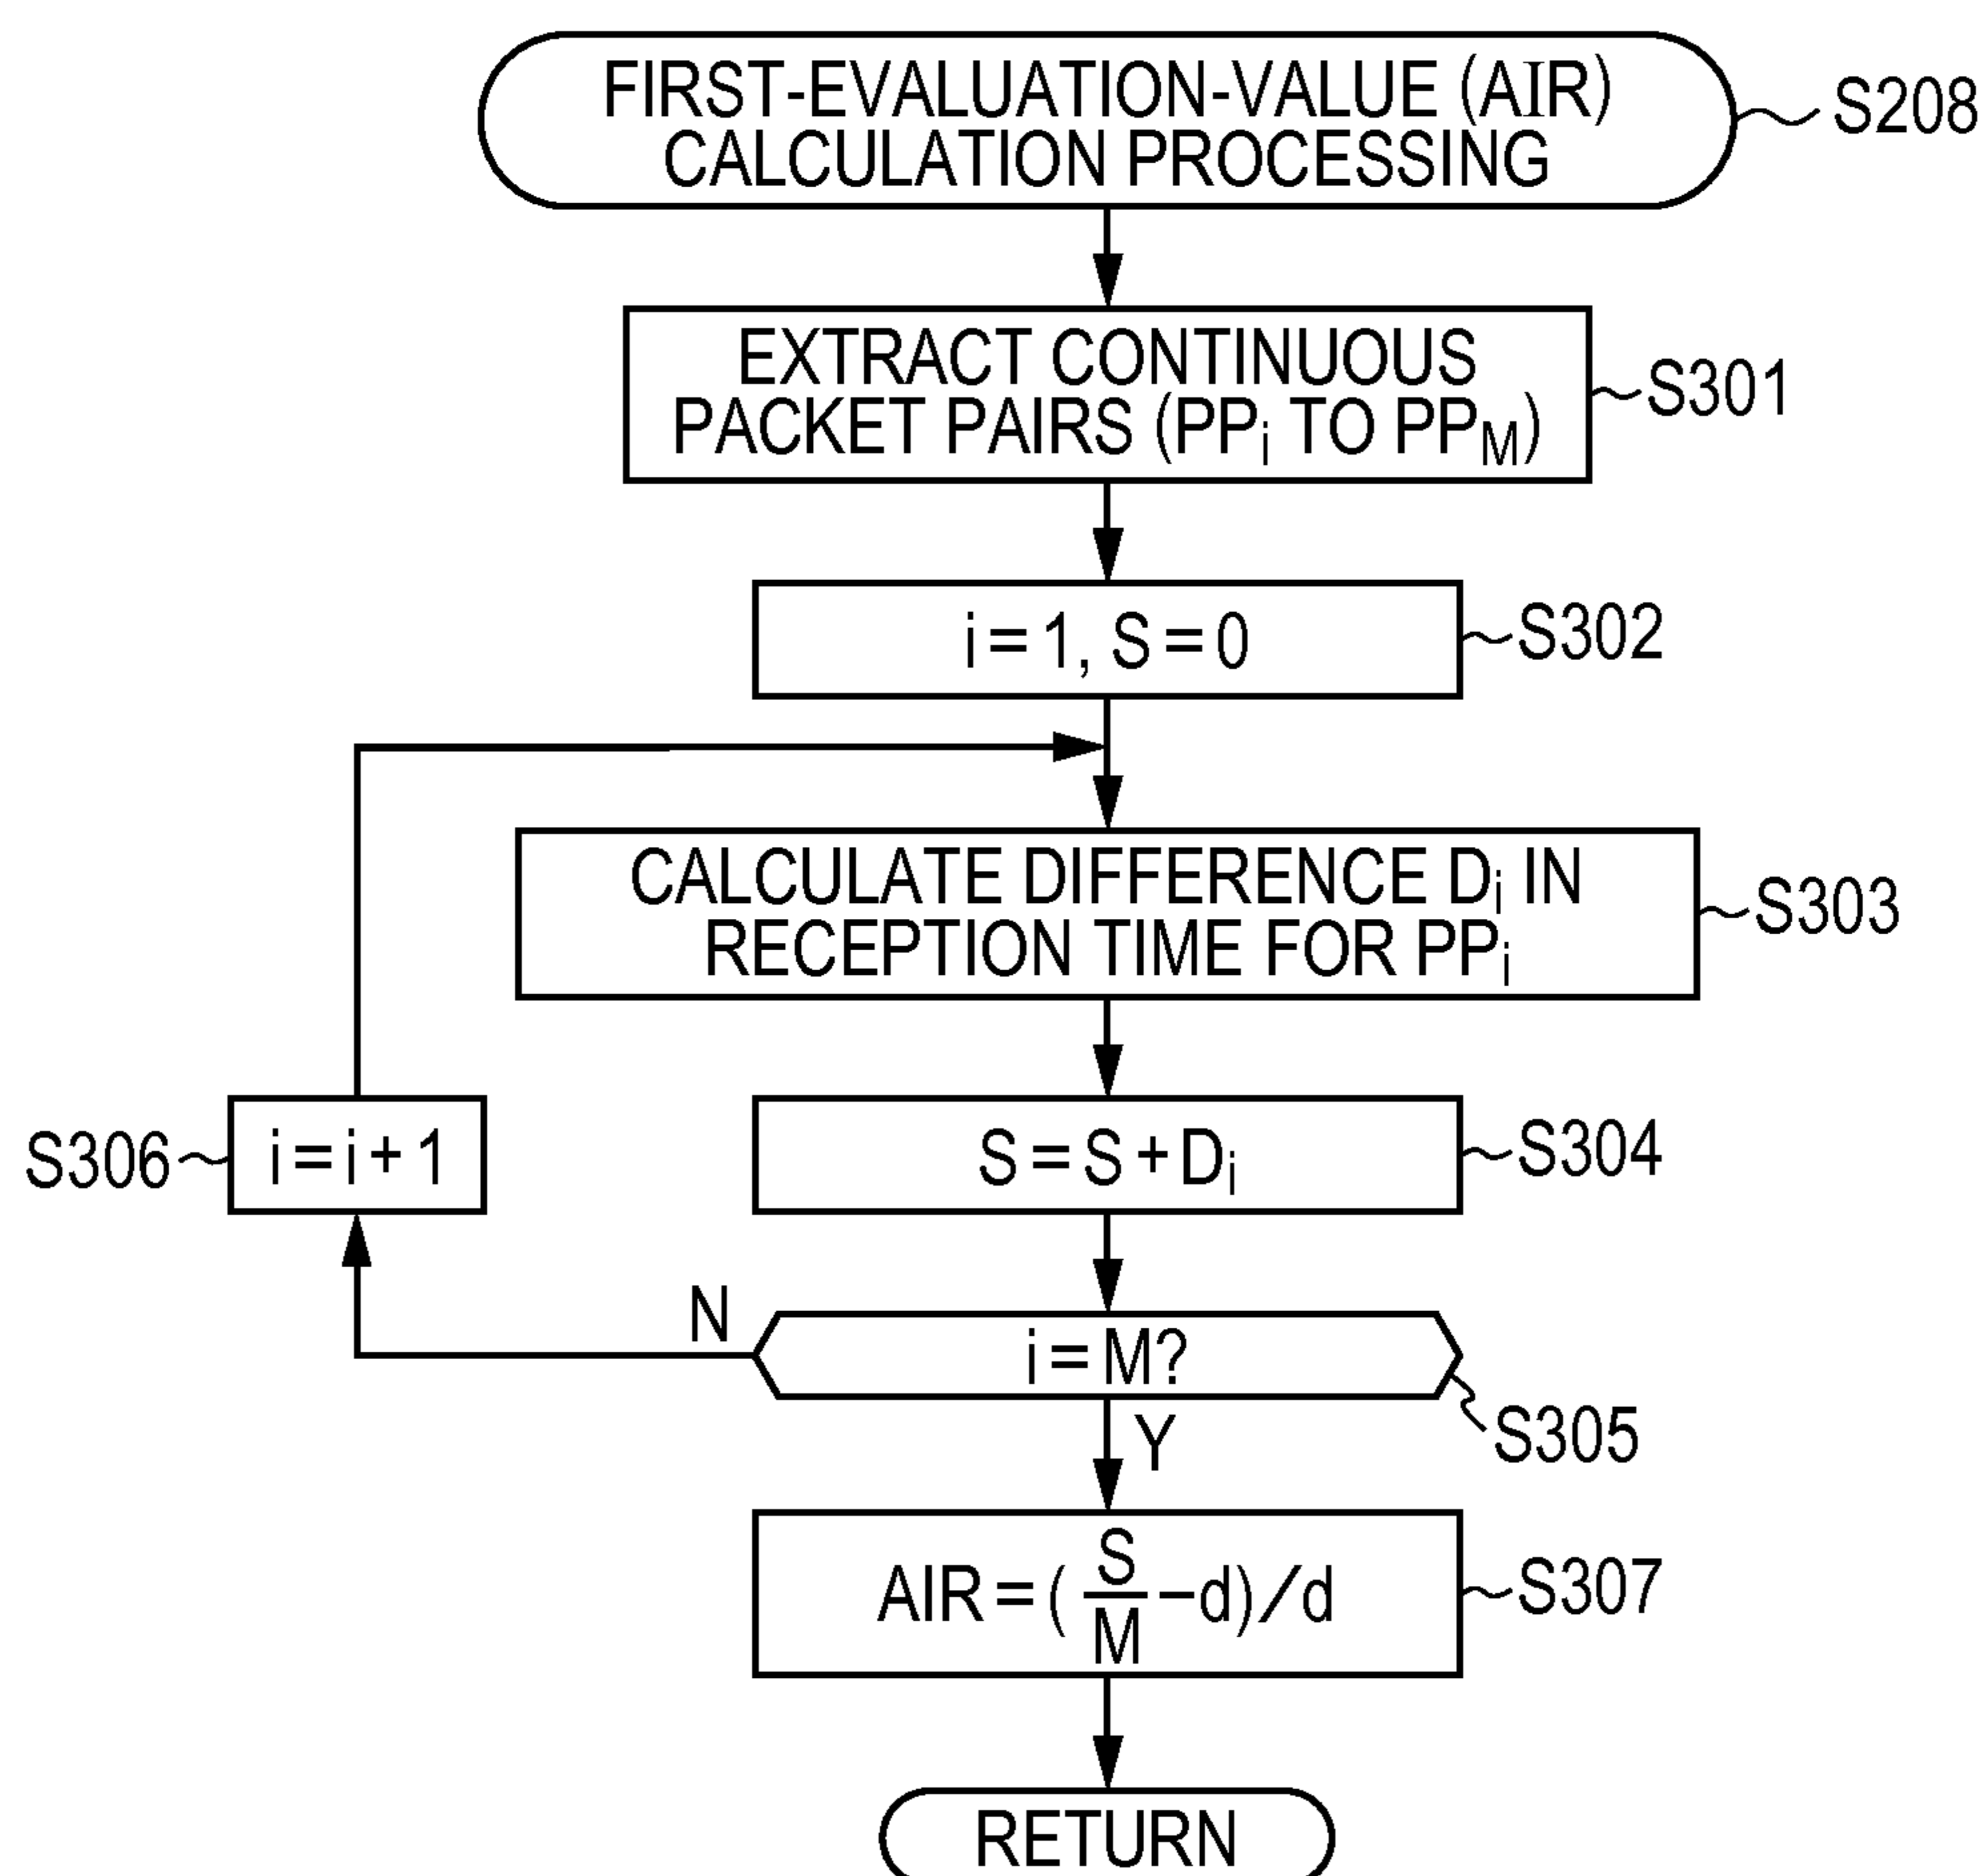 FIRST-EVALUATION-VALUE (AIR)
CALCULATION PROCESSING
S208
EXTRACT CONTINUOUS
PACKET PAIRS (PPi TO PPM)
S301
i=1, S=0
S302
CALCULATE DIFFERENCE Di IN
RECEPTION TIME FOR PPi
S303
S306
i=i+1
S=S+Di
S304
N
i=M?
S305
Y
AIR=(S/M-d)/d
S307
RETURN